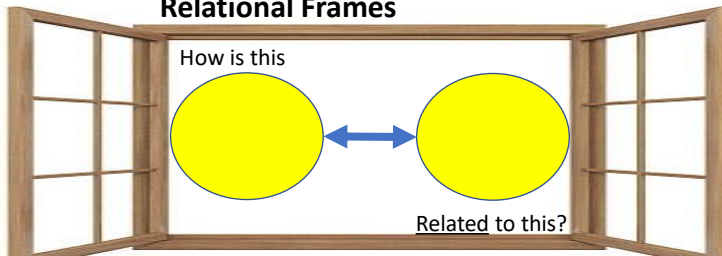 Relational Frames
How is this
Related to this?